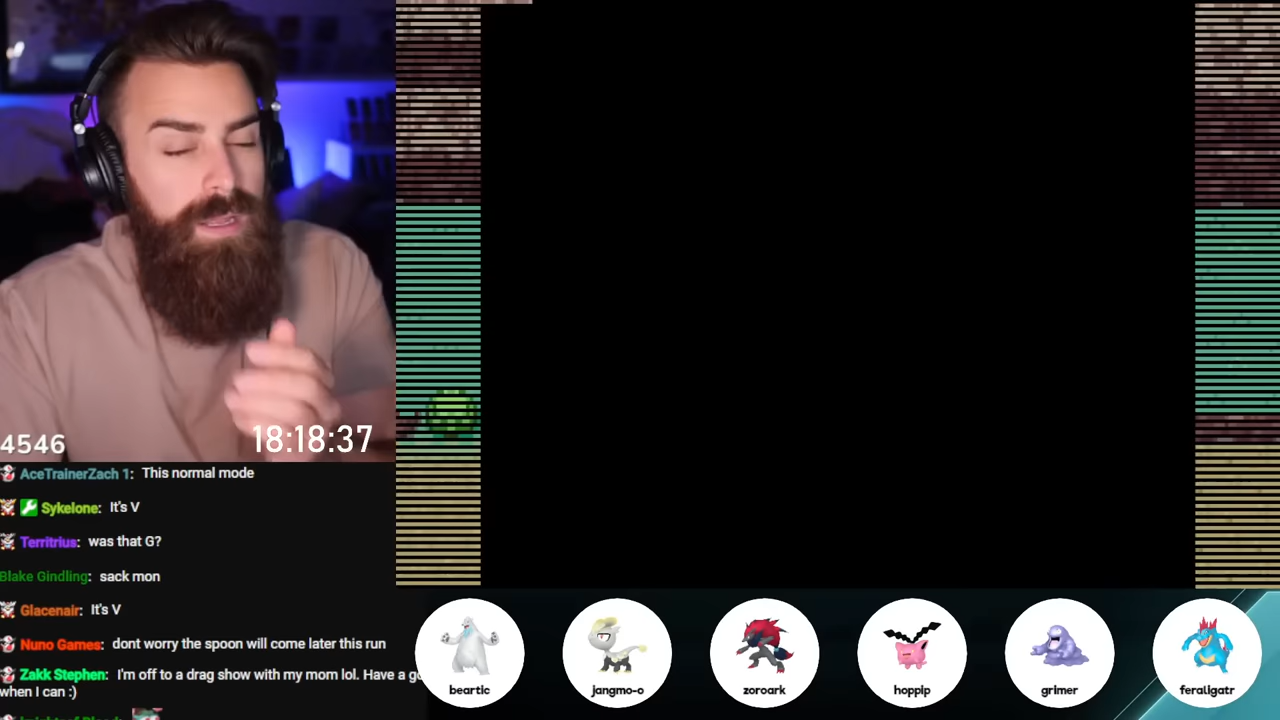 4546
18:18:37
AceTrainerZach 1: This normal mode
Sykelone: It's V
Territrius: was that G?
Blake Gindling: sack mon
Glacenair: It's V
Nuno Games: dont worry the spoon will come later this run
Zakk Stephen: I'm off to a drag show with my mom lol. Have a go
when I can :)
beartic
jangmo-o
zoroark
hoppip
grimer
feraligatr